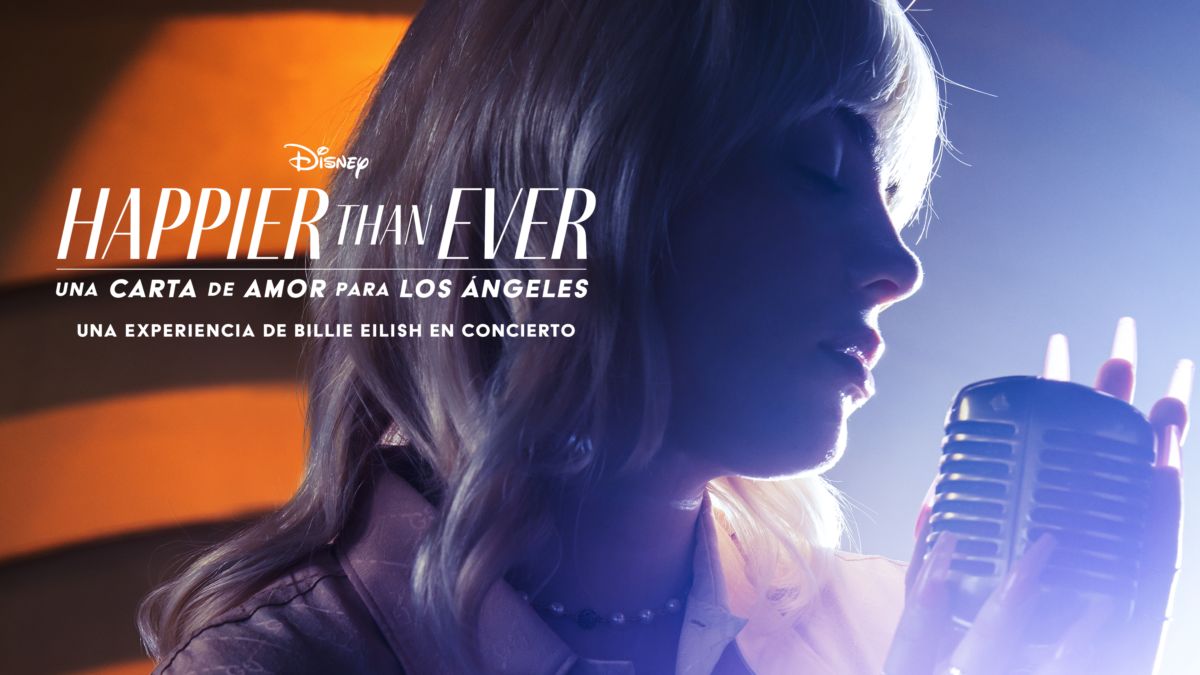 Disney
HAPPIER THAN EVER
UNA CARTA DE AMOR PARA LOS ÁNGELES
UNA EXPERIENCIA DE BILLIE EILISH EN CONCIERTO